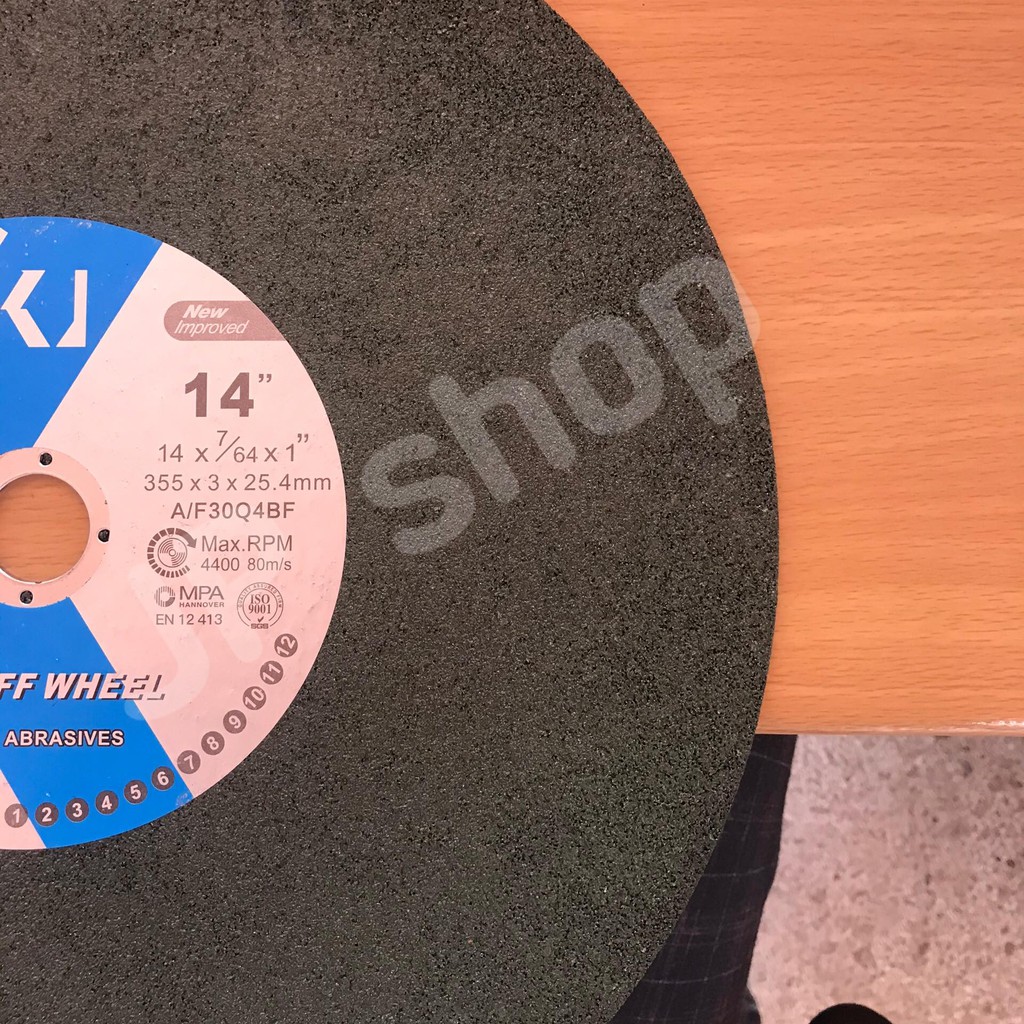 KJ
New
Improved
14"
14 x 7/64 x 1"
355 x 3 x 25.4mm
A/F30Q4BF
Max.RPM
4400 80m/s
MPA
HANNOVER
ISO
9001
SGS
EN 12 413
FF WHEEL
ABRASIVES
1 2 3 4 5 6 7 8 9 10 11 12
shop